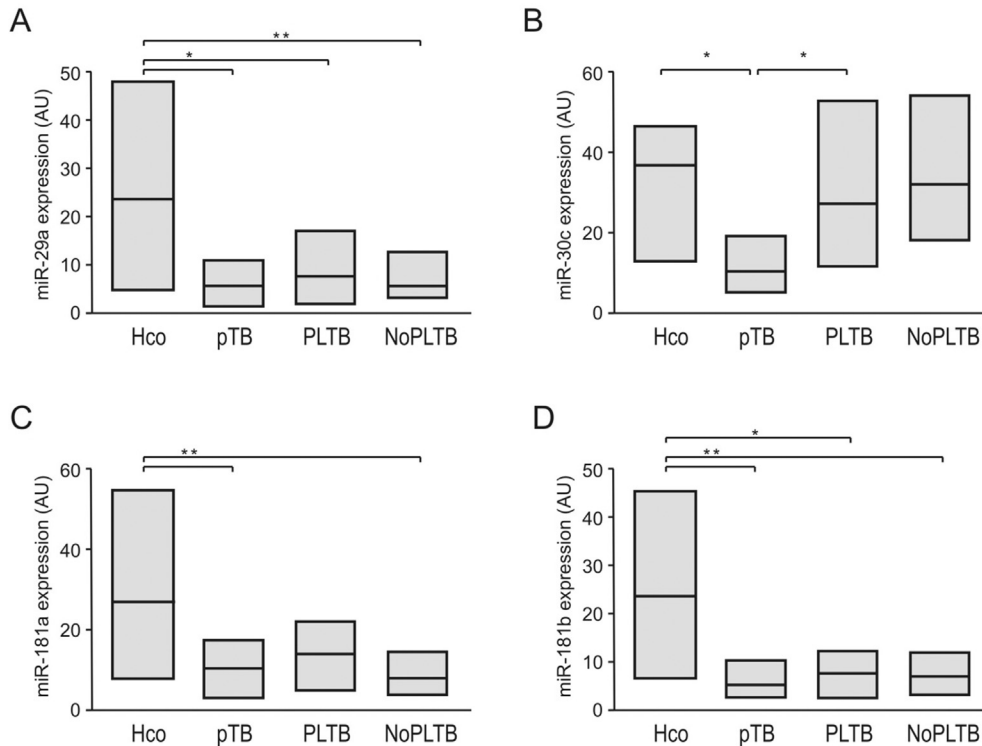 A
**
*
miR-29a expression (AU)
50
40
30
20
10
0
Hco pTB PLTB NoPLTB
B
* *
miR-30c expression (AU)
60
40
20
0
Hco pTB PLTB NoPLTB
C
**
miR-181a expression (AU)
60
40
20
0
Hco pTB PLTB NoPLTB
D
*
**
miR-181b expression (AU)
50
40
30
20
10
0
Hco pTB PLTB NoPLTB